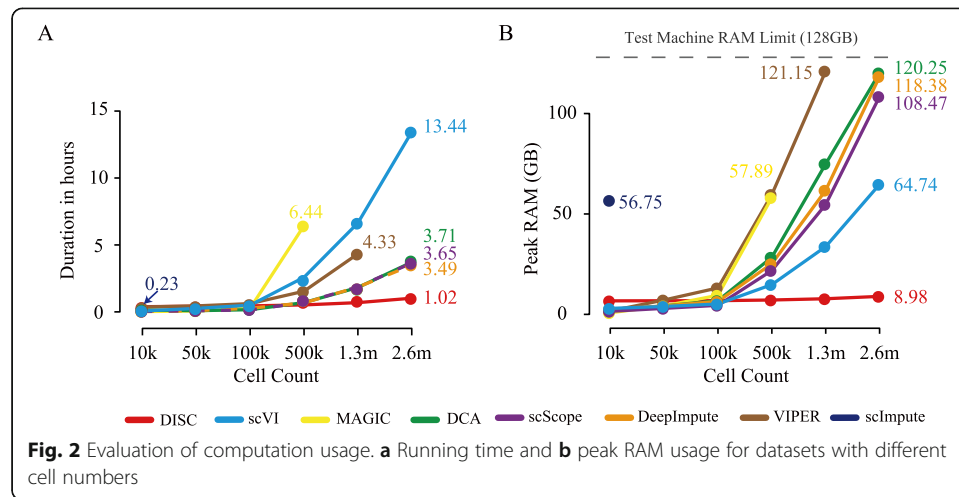 A
B
Test Machine RAM Limit (128GB)
Duration in hours
15
10
5
0
0.23
6.44
13.44
4.33
3.71
3.65
3.49
1.02
10k 50k 100k 500k 1.3m 2.6m
Cell Count
Peak RAM (GB)
100
50
0
56.75
57.89
121.15
120.25
118.38
108.47
64.74
8.98
10k 50k 100k 500k 1.3m 2.6m
Cell Count
DISC scVI MAGIC DCA scScope DeepImpute VIPER scImpute
Fig. 2 Evaluation of computation usage. a Running time and b peak RAM usage for datasets with different
cell numbers